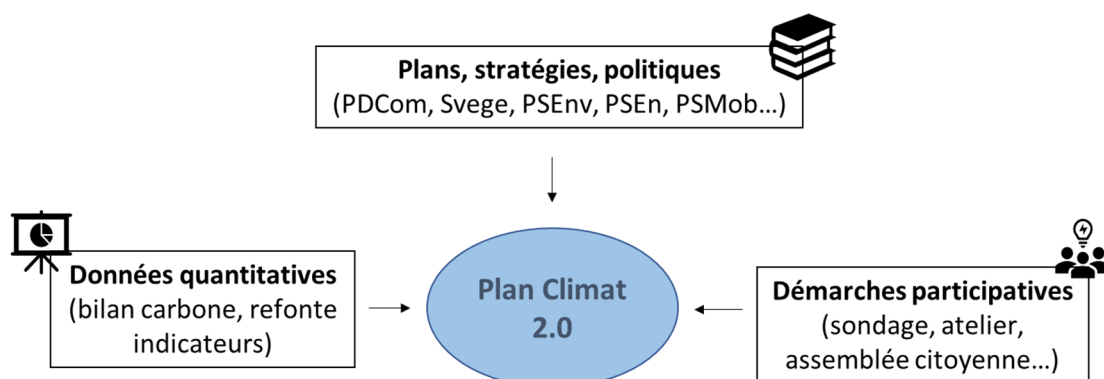 Plans, stratégies, politiques
(PDCom, Svege, PSEnv, PSEn, PSMob...)
Données quantitatives
(bilan carbone, refonte
indicateurs)
Plan Climat
2.0
Démarches participatives
(sondage, atelier,
assemblée citoyenne...)